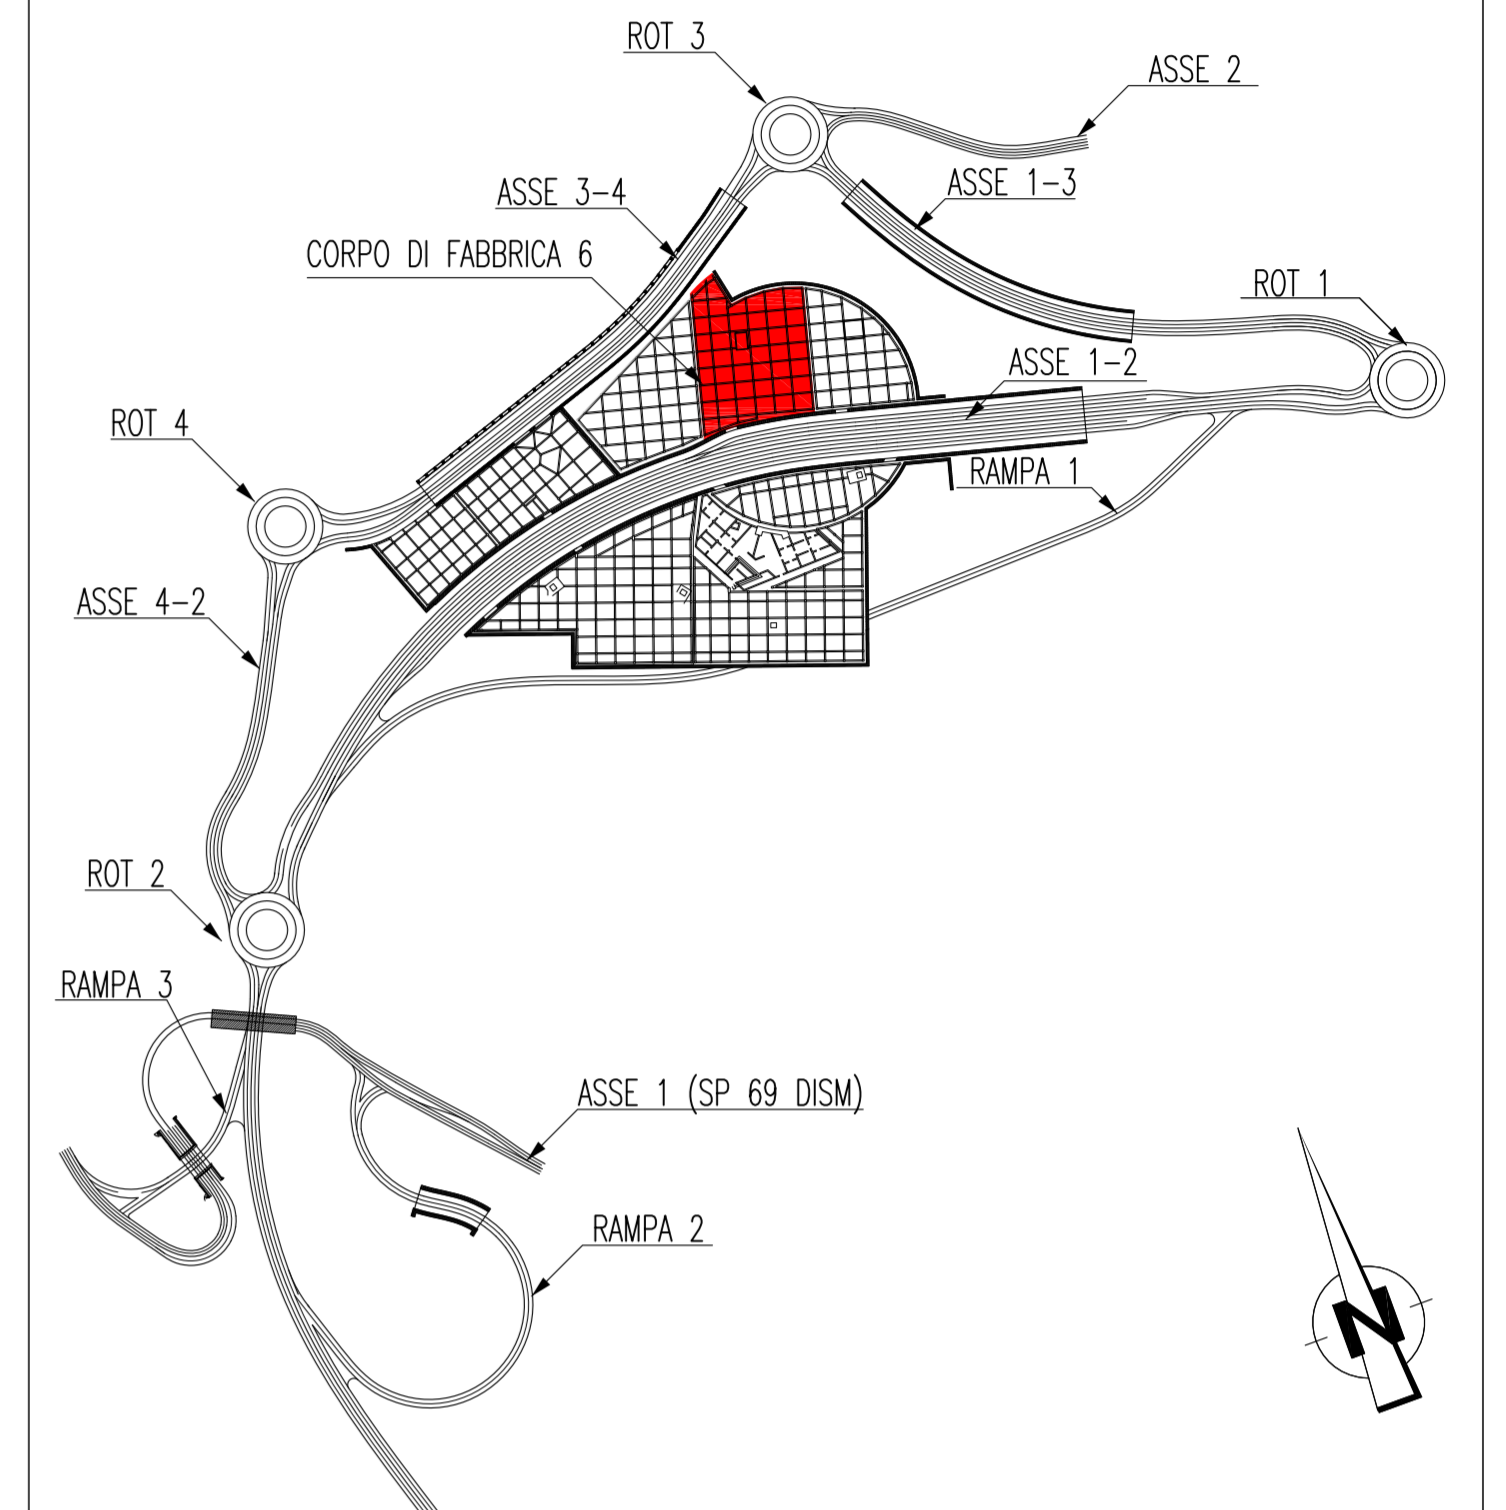 ROT 3
ASSE 2
ASSE 3-4
ASSE 1-3
CORPO DI FABBRICA 6
ROT 1
ASSE 1-2
ROT 4
RAMPA 1
ASSE 4-2
ROT 2
RAMPA 3
ASSE 1 (SP 69 DISM)
RAMPA 2
N